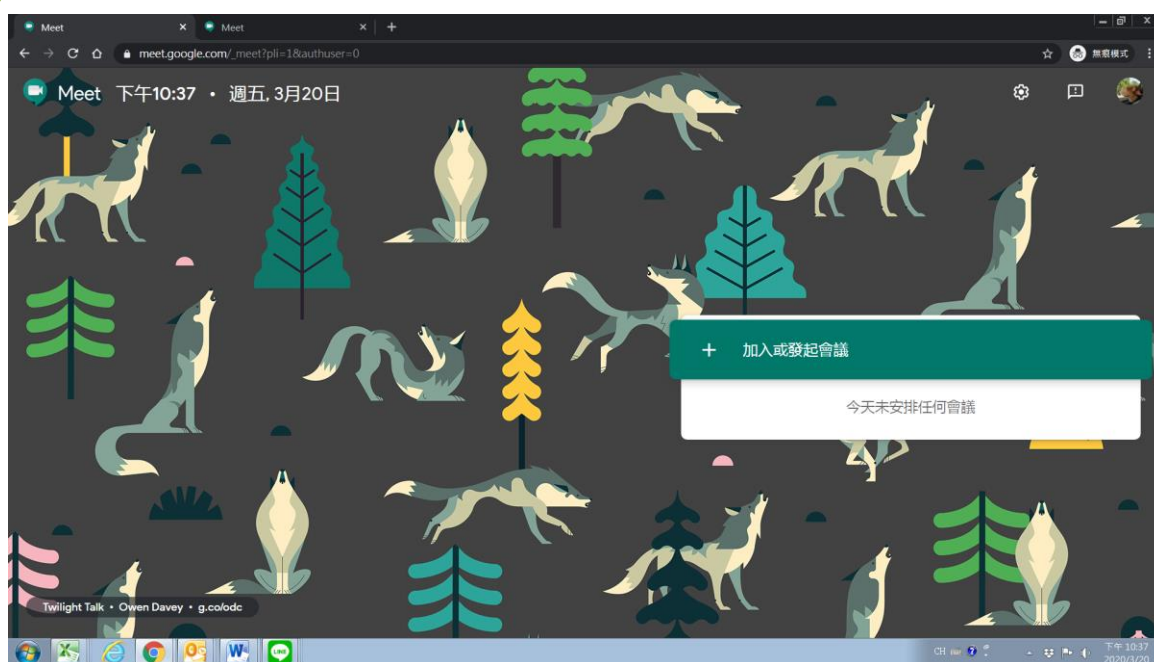 Meet
Meet
meet.google.com/_meet?pli=1&authuser=0
無痕模式
Meet 下午10:37 • 週五, 3月20日
+ 加入或發起會議
今天未安排任何會議
Twilight Talk • Owen Davey • g.co/odc
CH
下午 10:37
2020/3/20